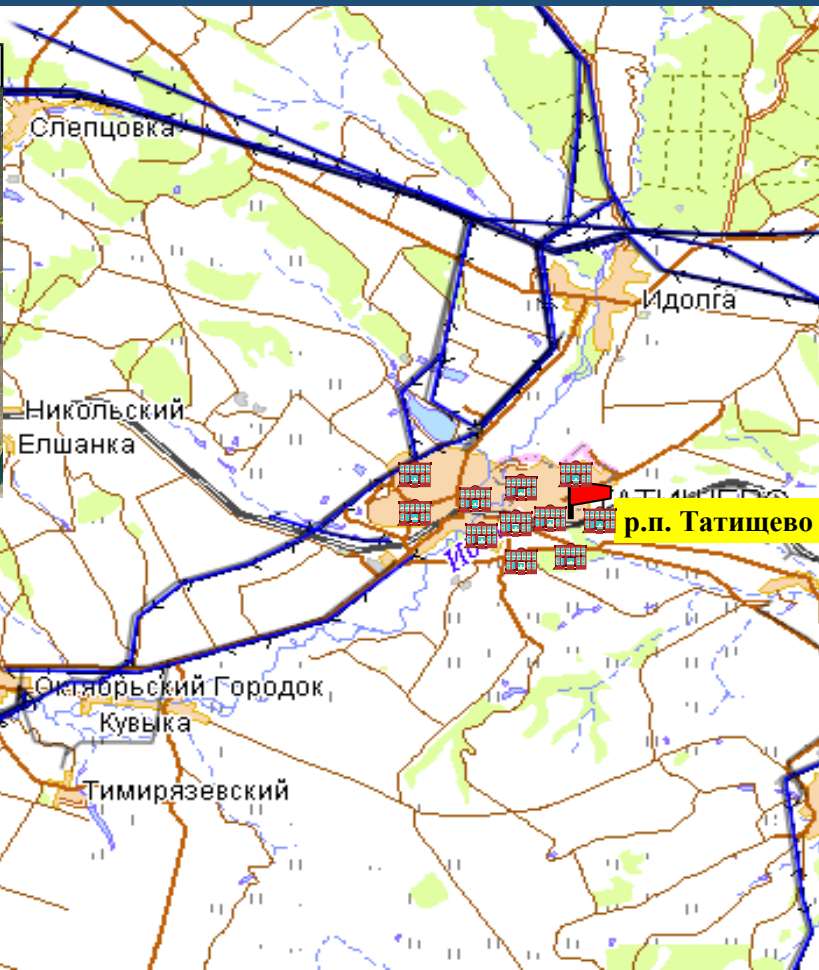 Слепцовка
Идолга
Никольский
Елшанка
р.п. Татищево
Октябрьский Городок
Кувыка
Тимирязевский